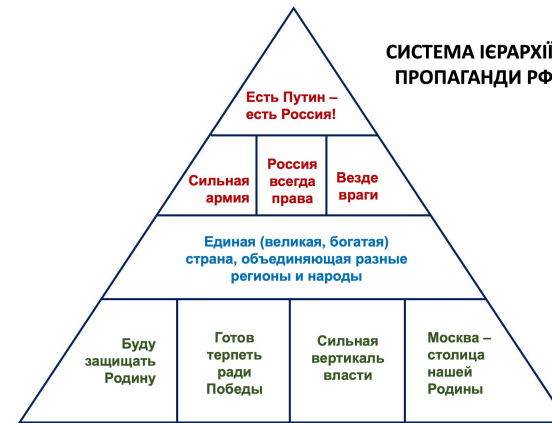 СИСТЕМА ІЄРАРХІЇ
ПРОПАГАНДИ РФ
Есть Путин –
есть Россия!
Сильная
армия
Россия
всегда
права
Везде
враги
Единая (великая, богатая)
страна, объединяющая разные
регионы и народы
Буду
защищать
Родину
Готов
терпеть
ради
Победы
Сильная
вертикаль
власти
Москва –
столица
нашей
Родины